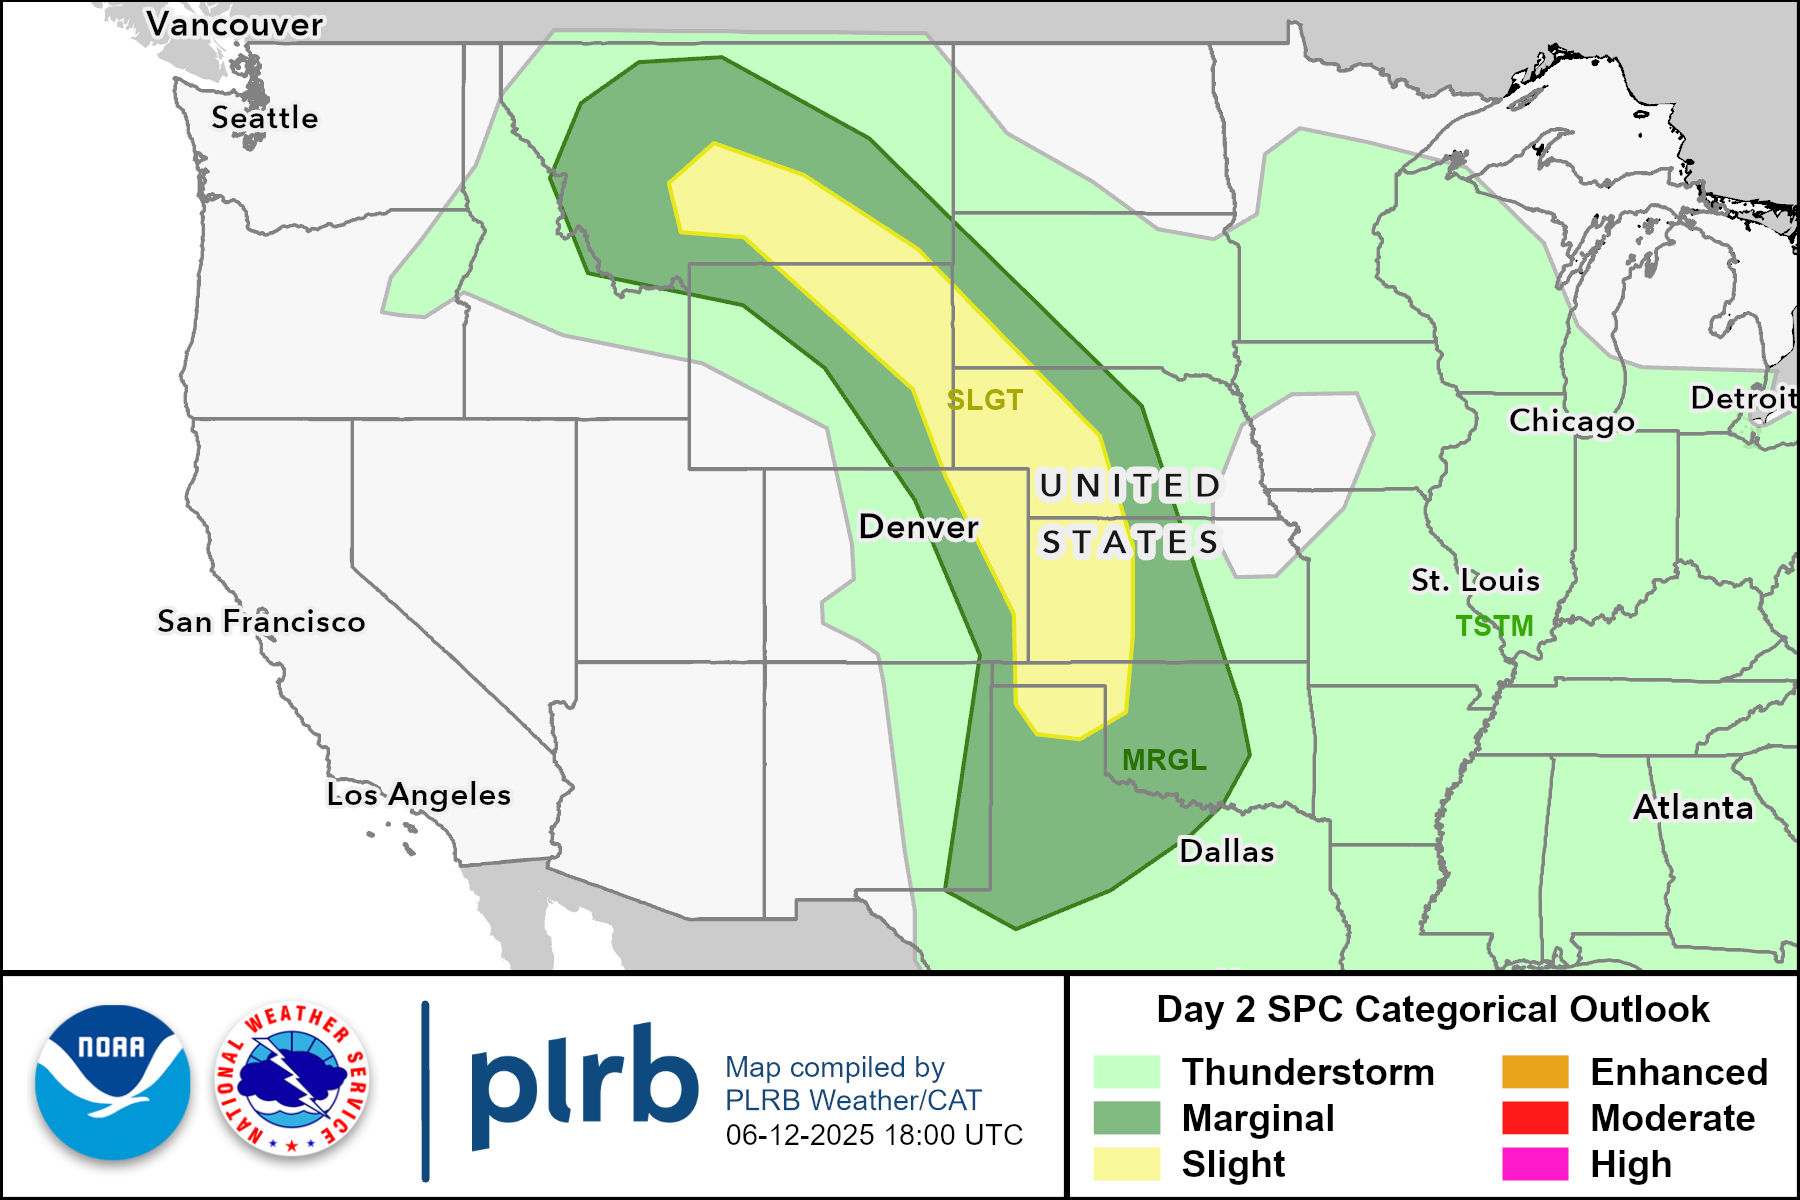 Vancouver
Seattle
SLGT
Detroit
Chicago
UNITED
STATES
Denver
St. Louis
TSTM
San Francisco
MRGL
Los Angeles
Atlanta
Dallas
NOAA
NATIONAL WEATHER SERVICE
plrb
Map compiled by
PLRB Weather/CAT
06-12-2025 18:00 UTC
Day 2 SPC Categorical Outlook
Thunderstorm
Marginal
Slight
Enhanced
Moderate
High